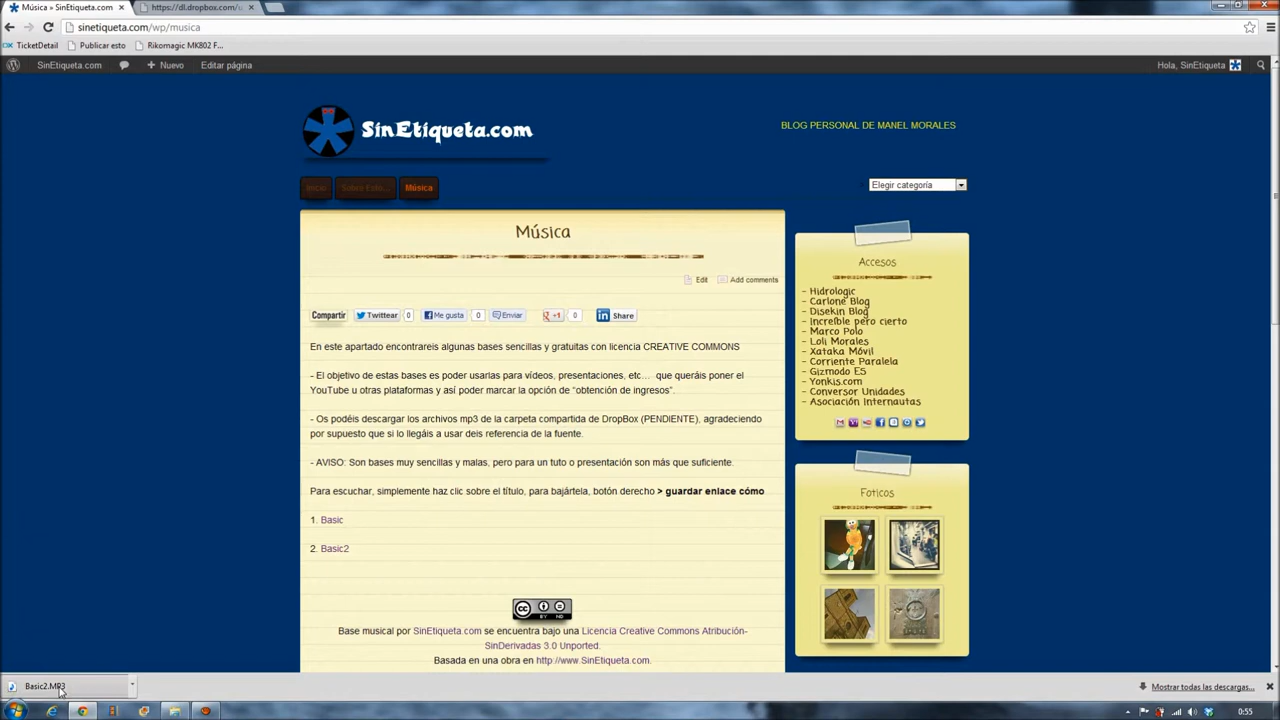 Música » SinEtiqueta.com
https://dl.dropbox.com/u
sinetiqueta.com/wp/musica
TicketDetail
Publicar esto
Rikomagic MK802 F...
SinEtiqueta.com
Nuevo
Editar página
Hola, SinEtiqueta
SinEtiqueta.com
BLOG PERSONAL DE MANEL MORALES
Inicio
Música
Elegir categoría
Música
Edit
Add comments
Compartir
Twittear
0
Me gusta
0
Enviar
+1
0
Share
En este apartado encontrareis algunas bases sencillas y gratuitas con licencia CREATIVE COMMONS
- El objetivo de estas bases es poder usarlas para vídeos, presentaciones, etc… que queráis poner el
YouTube u otras plataformas y así poder marcar la opción de “obtención de ingresos”.
- Os podéis descargar los archivos mp3 de la carpeta compartida de DropBox (PENDIENTE), agradeciendo
por supuesto que si lo llegáis a usar deis referencia de la fuente.
- AVISO: Son bases muy sencillas y malas, pero para un tuto o presentación son más que suficiente.
Para escuchar, simplemente haz clic sobre el título, para bajártela, botón derecho > guardar enlace cómo
1. Basic
2. Basic2
CC BY ND
Base musical por SinEtiqueta.com se encuentra bajo una Licencia Creative Commons Atribución-
SinDerivadas 3.0 Unported.
Basada en una obra en http://www.SinEtiqueta.com.
Accesos
- Hidrologic
- Carlone Blog
- Disekin Blog
- Increíble pero cierto
- Marco Polo
- Loli Morales
- Xataka Móvil
- Corriente Paralela
- Gizmodo ES
- Yonkis.com
- Conversor Unidades
- Asociación Internautas
Foticos
Basic2.MP3
Mostrar todas las descargas...
0:55